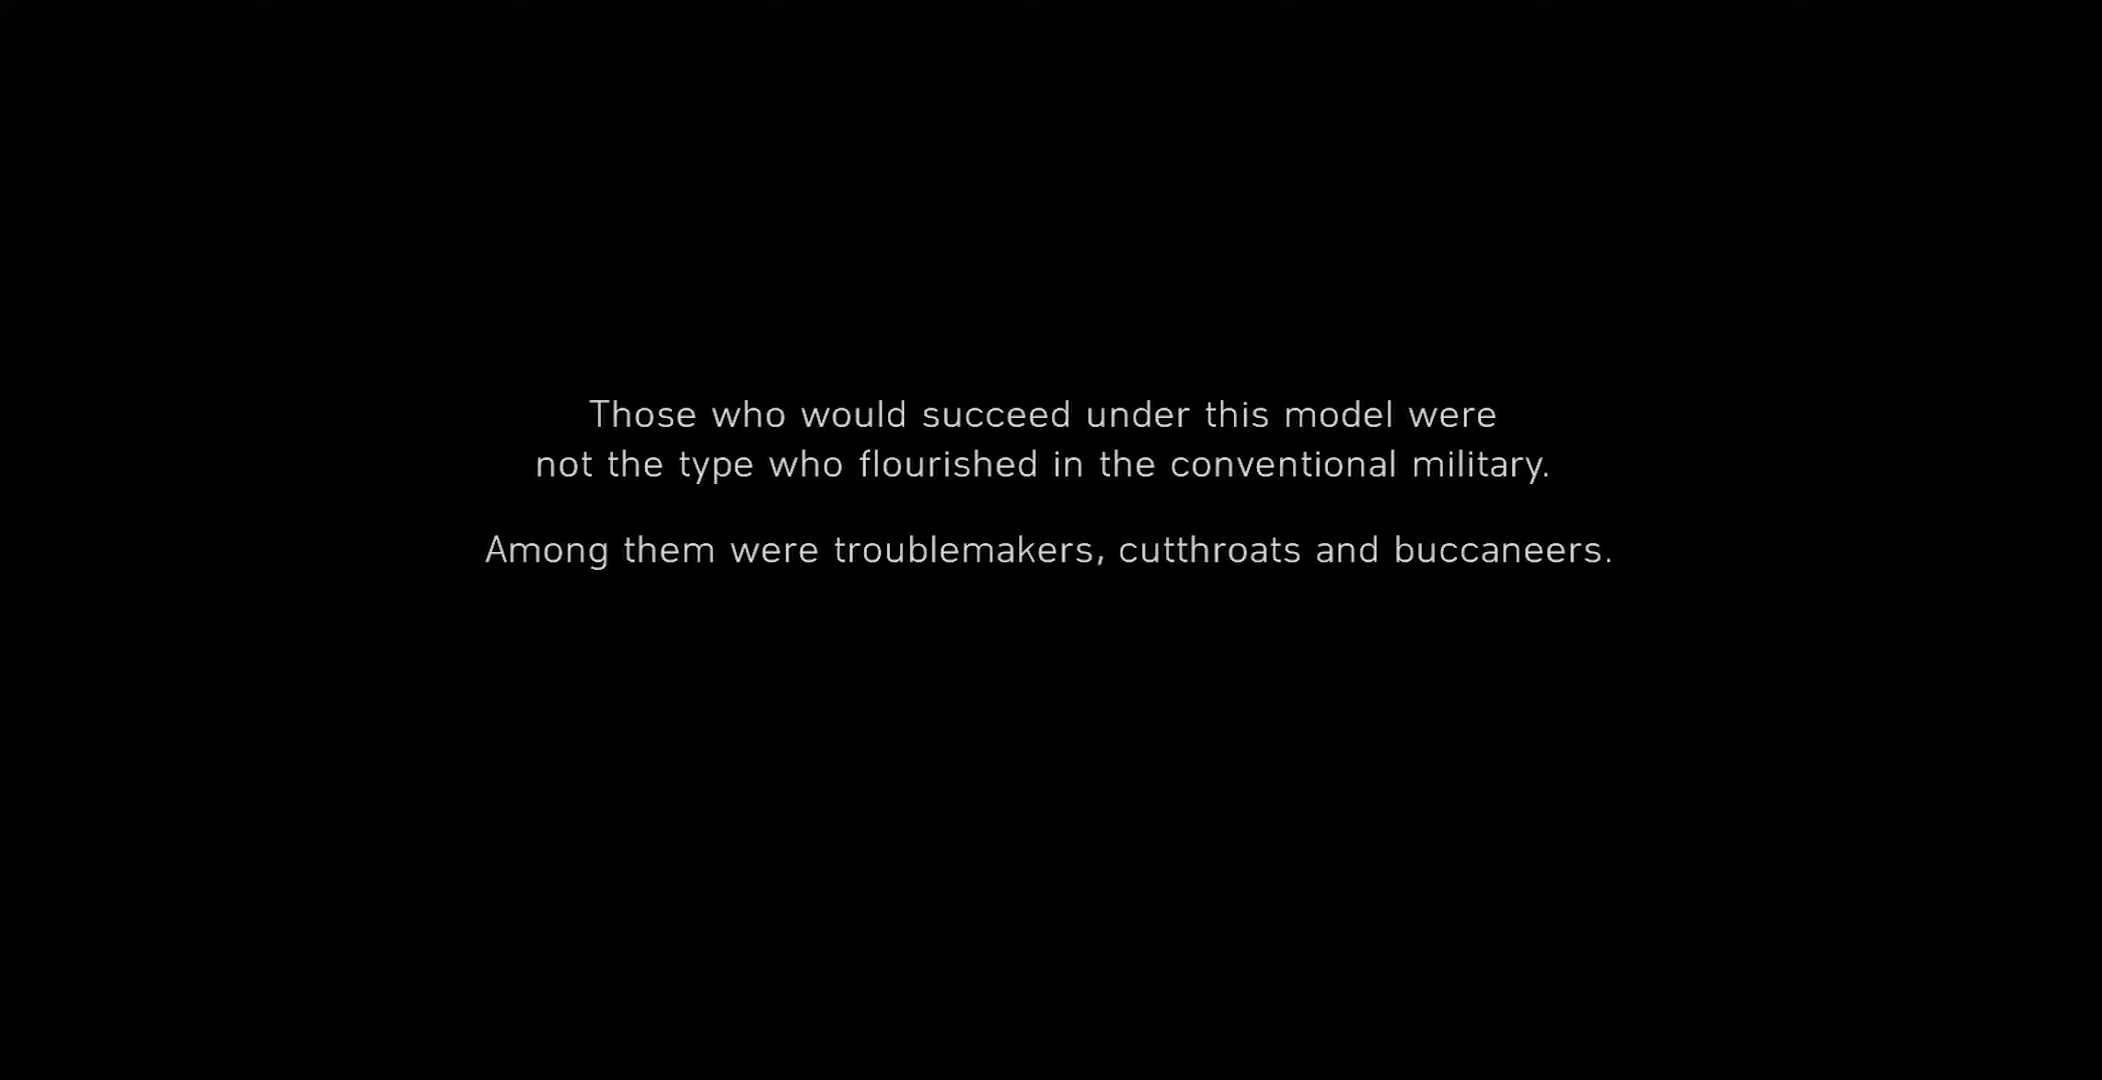 Those who would succeed under this model were
not the type who flourished in the conventional military.
Among them were troublemakers, cutthroats and buccaneers.